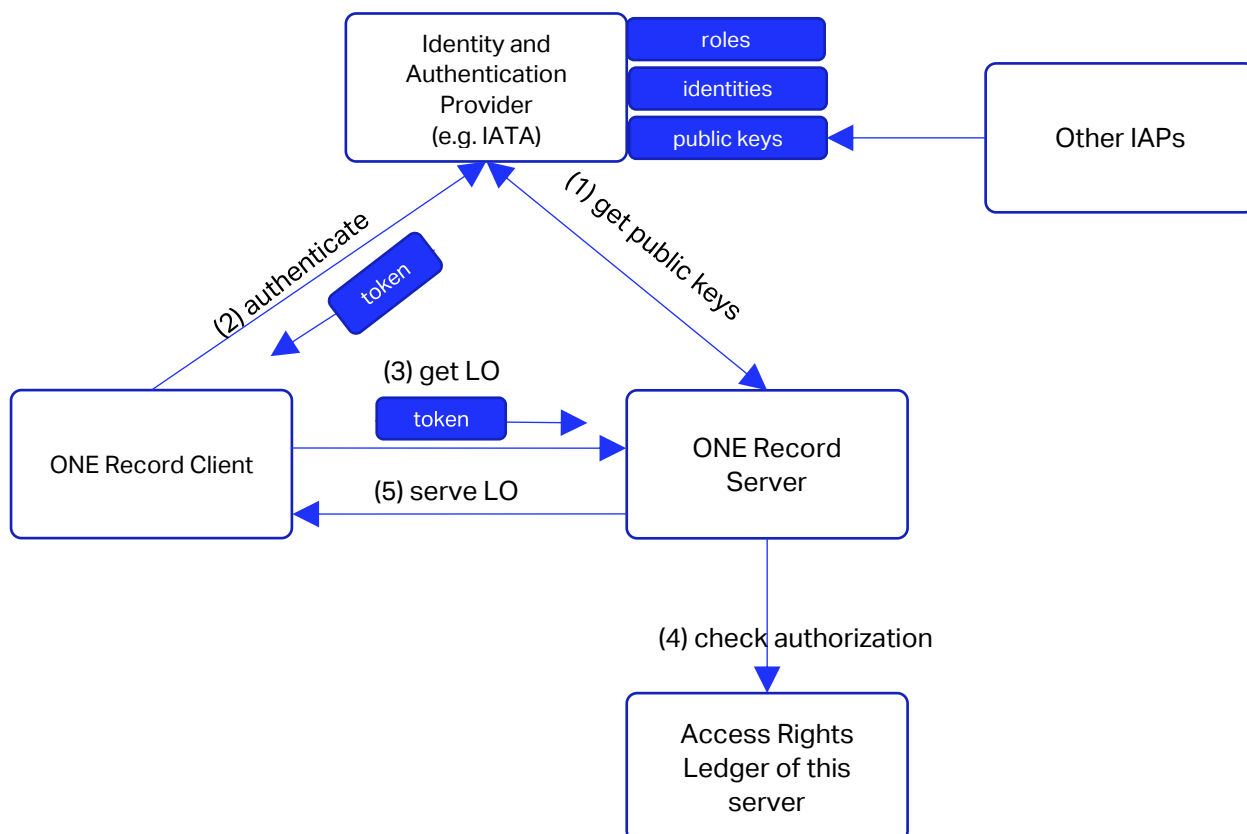 Identity and
Authentication
Provider
(e.g. IATA)
roles
identities
public keys
Other IAPs
(1) get public keys
(2) authenticate
token
(3) get LO
token
ONE Record Client
ONE Record
Server
(5) serve LO
(4) check authorization
Access Rights
Ledger of this
server